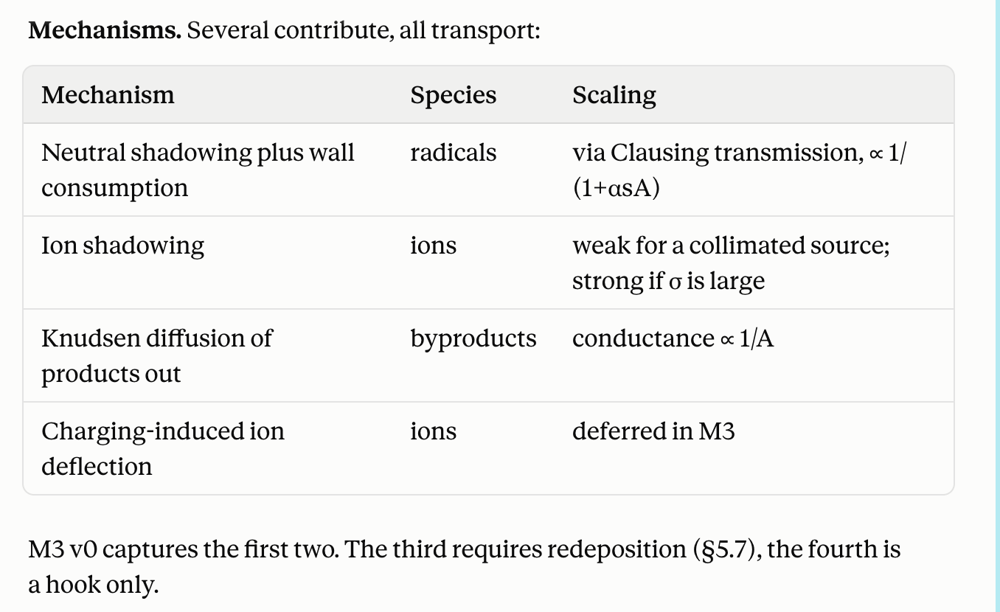 Mechanisms. Several contribute, all transport:
Mechanism Species Scaling
Neutral shadowing plus wall radicals via Clausing transmission, ∝ 1/
consumption (1+αsA)
Ion shadowing ions weak for a collimated source;
strong if σ is large
Knudsen diffusion of byproducts conductance ∝ 1/A
products out
Charging-induced ion ions deferred in M3
deflection
M3 v0 captures the first two. The third requires redeposition (§5.7), the fourth is
a hook only.